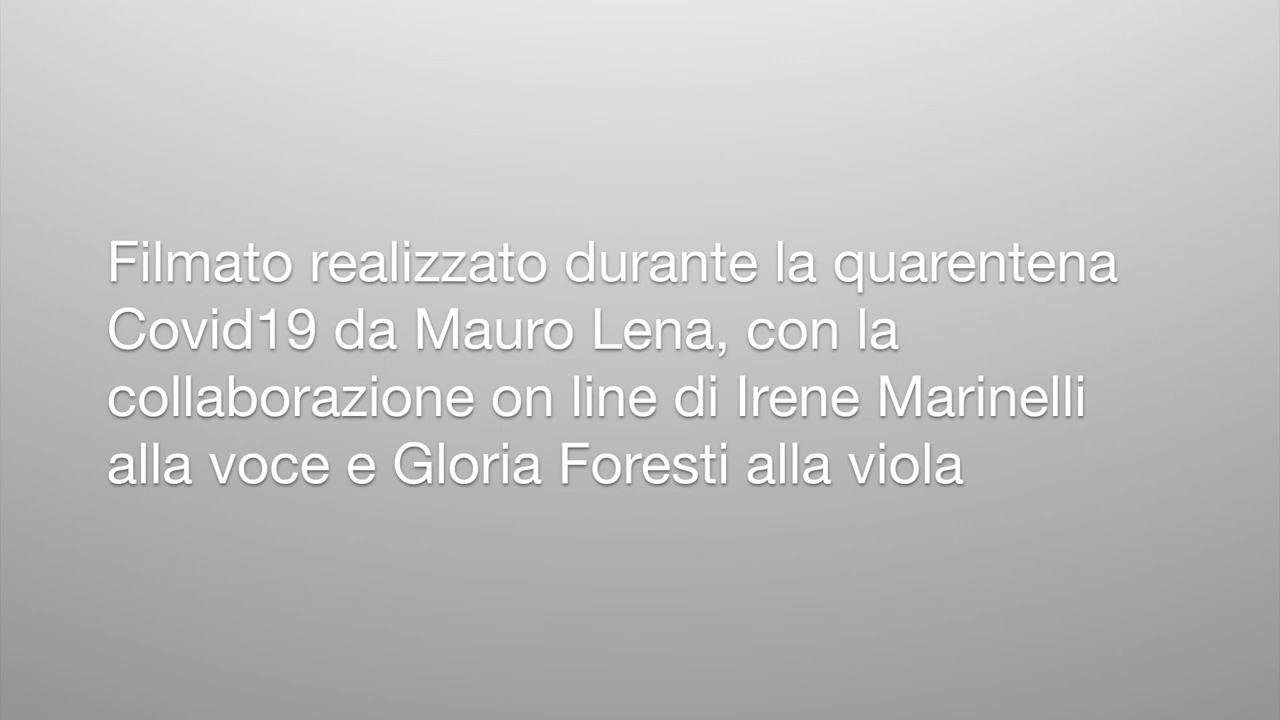 Filmato realizzato durante la quarentena
Covid19 da Mauro Lena, con la
collaborazione on line di Irene Marinelli
alla voce e Gloria Foresti alla viola